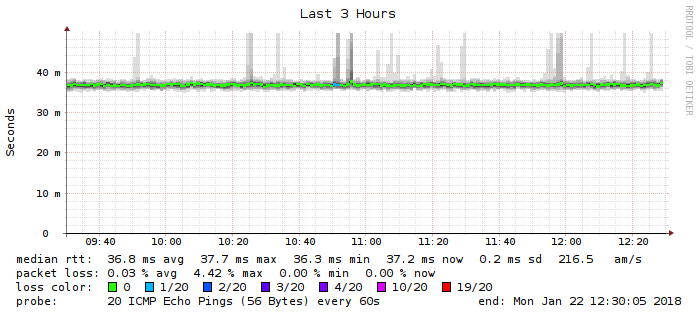 Last 3 Hours
RRDTOOL / TOBI OETIKER
Seconds
40 m
30 m
20 m
10 m
0
09:40 10:00 10:20 10:40 11:00 11:20 11:40 12:00 12:20
median rtt: 36.8 ms avg 37.7 ms max 36.3 ms min 37.2 ms now 0.2 ms sd 216.5 am/s
packet loss: 0.03 % avg 4.42 % max 0.00 % min 0.00 % now
loss color: 0 1/20 2/20 3/20 4/20 10/20 19/20
probe: 20 ICMP Echo Pings (56 Bytes) every 60s end: Mon Jan 22 12:30:05 2018